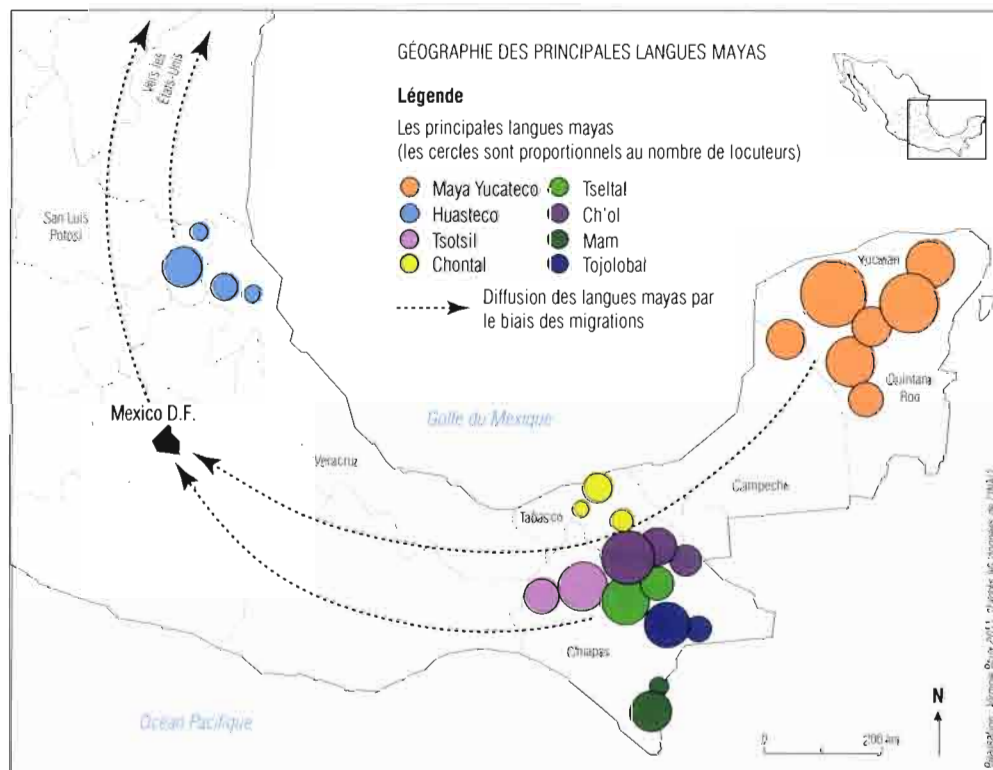 GÉOGRAPHIE DES PRINCIPALES LANGUES MAYAS
Légende
Les principales langues mayas
(les cercles sont proportionnels au nombre de locuteurs)
Maya Yucateco
Huasteco
Tsotsil
Chontal
Tseltal
Ch'ol
Mam
Tojolobal
Diffusion des langues mayas par
le biais des migrations
Vers les
États-Unis
San Luis
Potosí
Mexico D.F.
Golfe du Mexique
Veracruz
Tabasco
Campeche
Yucatán
Quintana
Roo
Chiapas
Océan Pacifique
N
0
200 km